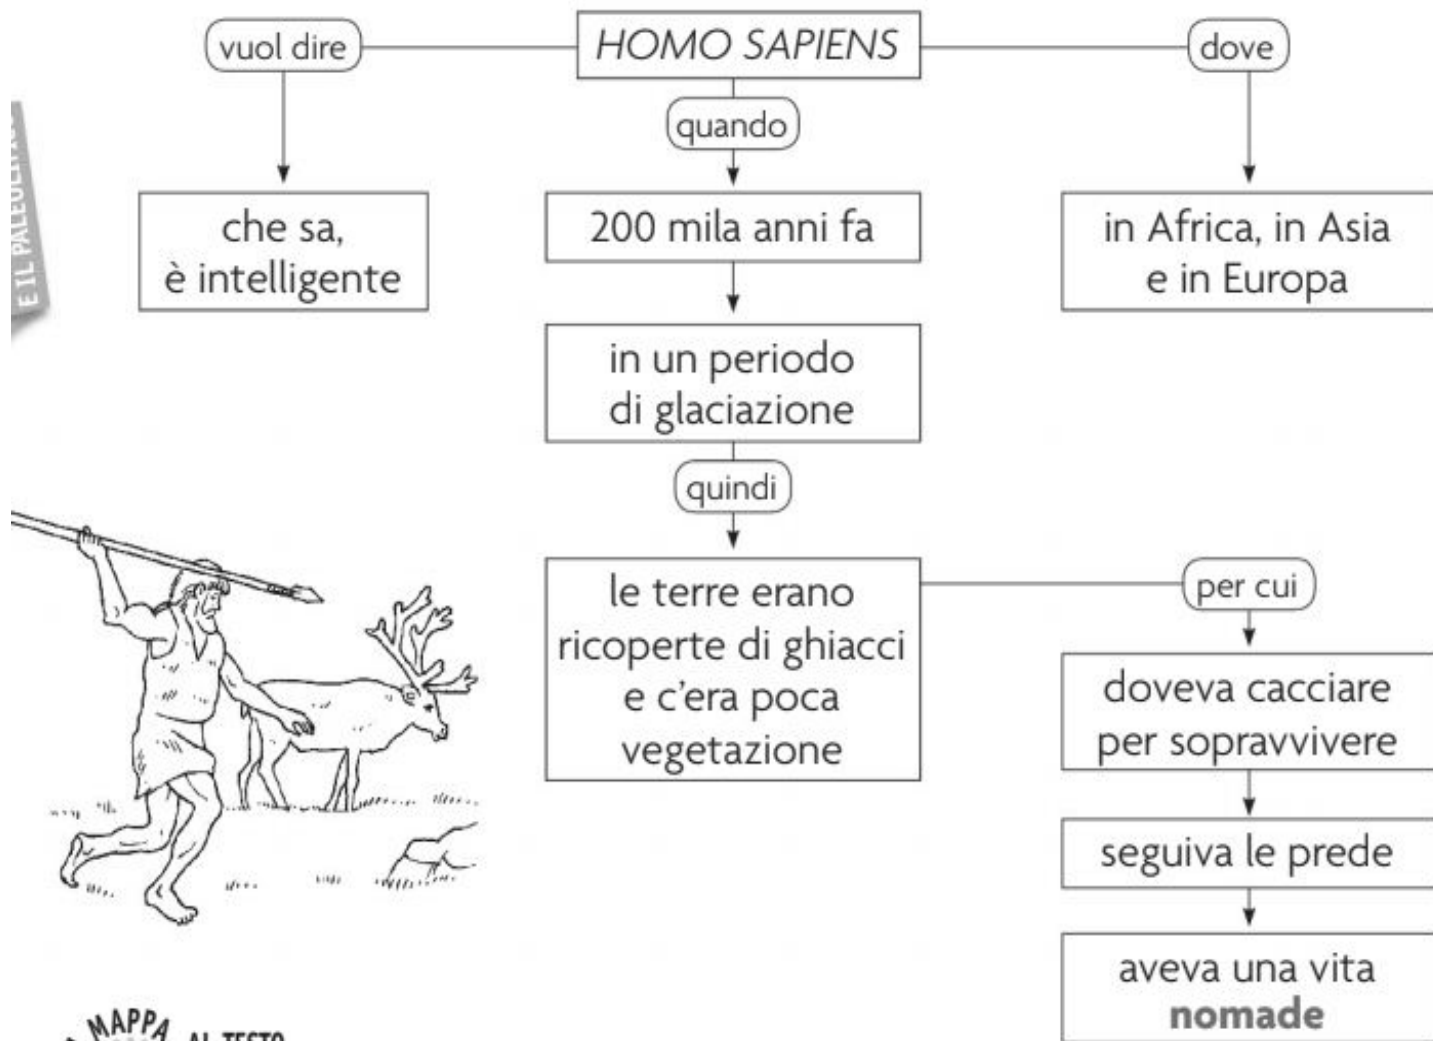 HOMO SAPIENS
vuol dire
dove
quando
che sa,
è intelligente
200 mila anni fa
in Africa, in Asia
e in Europa
in un periodo
di glaciazione
quindi
le terre erano
ricoperte di ghiacci
e c'era poca
vegetazione
per cui
doveva cacciare
per sopravvivere
seguiva le prede
aveva una vita
nomade
E IL PALEOLITICO
MAPPA
AL TESTO